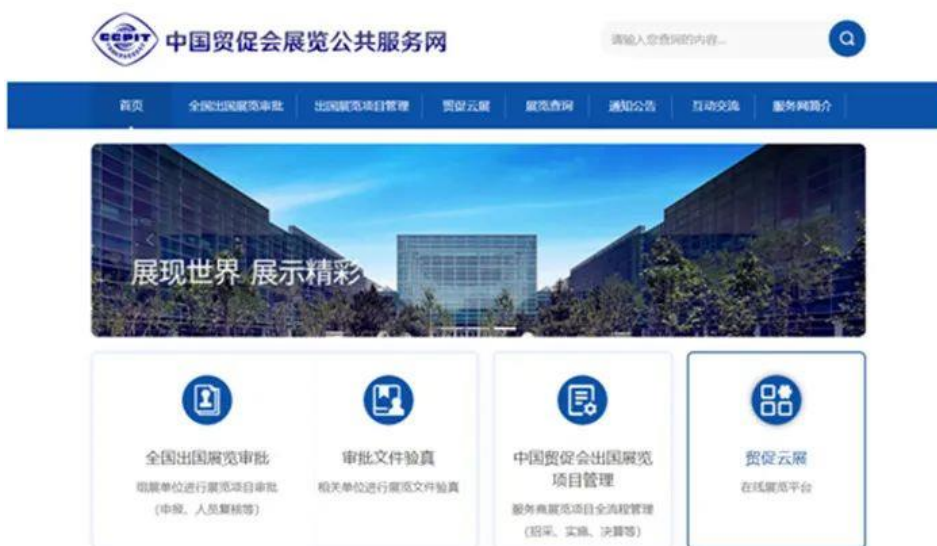 CCPIT
中国贸促会展览公共服务网
请输入您查询的内容...
首页 全国出国展览审批 出国展览项目管理 贸促云展 展览查询 通知公告 互动交流 服务网简介
展现世界 展示精彩
全国出国展览审批
组展单位进行展览项目审批
(申报、人员复核等)
审批文件验真
相关单位进行展览文件验真
中国贸促会出国展览
项目管理
服务商展览项目全流程管理
(招采、实施、决算等)
贸促云展
在线展览平台